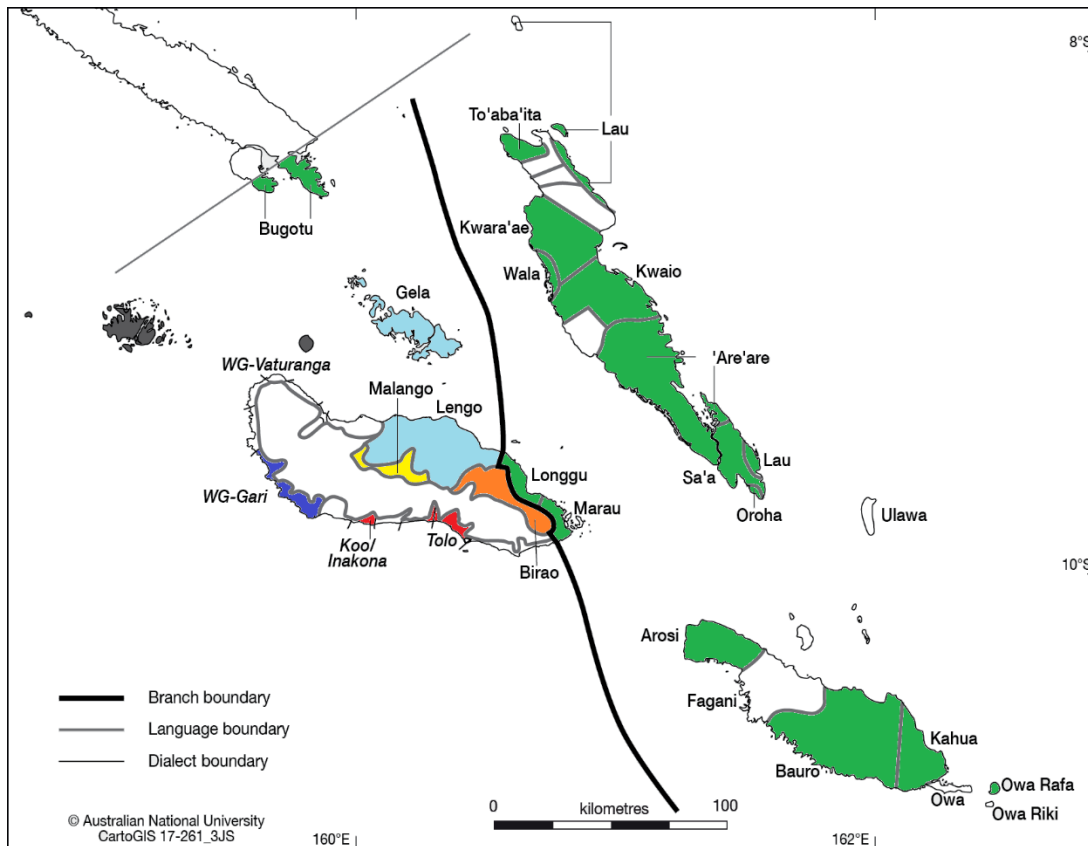 8°S
To'aba'ita
Lau
Bugotu
Kwara'ae
Wala
Kwaio
Gela
WG-Vaturanga
'Are'are
Malango
Lengo
Longgu
Lau
Sa'a
WG-Gari
Marau
Oroha
Ulawa
Koo/
Inakona
Tolo
Birao
10°S
Arosi
Fagani
Branch boundary
Language boundary
Kahua
Dialect boundary
Bauro
Owa Rafa
Owa
Owa Riki
0 kilometres 100
© Australian National University
CartoGIS 17-261_3JS
160°E
162°E